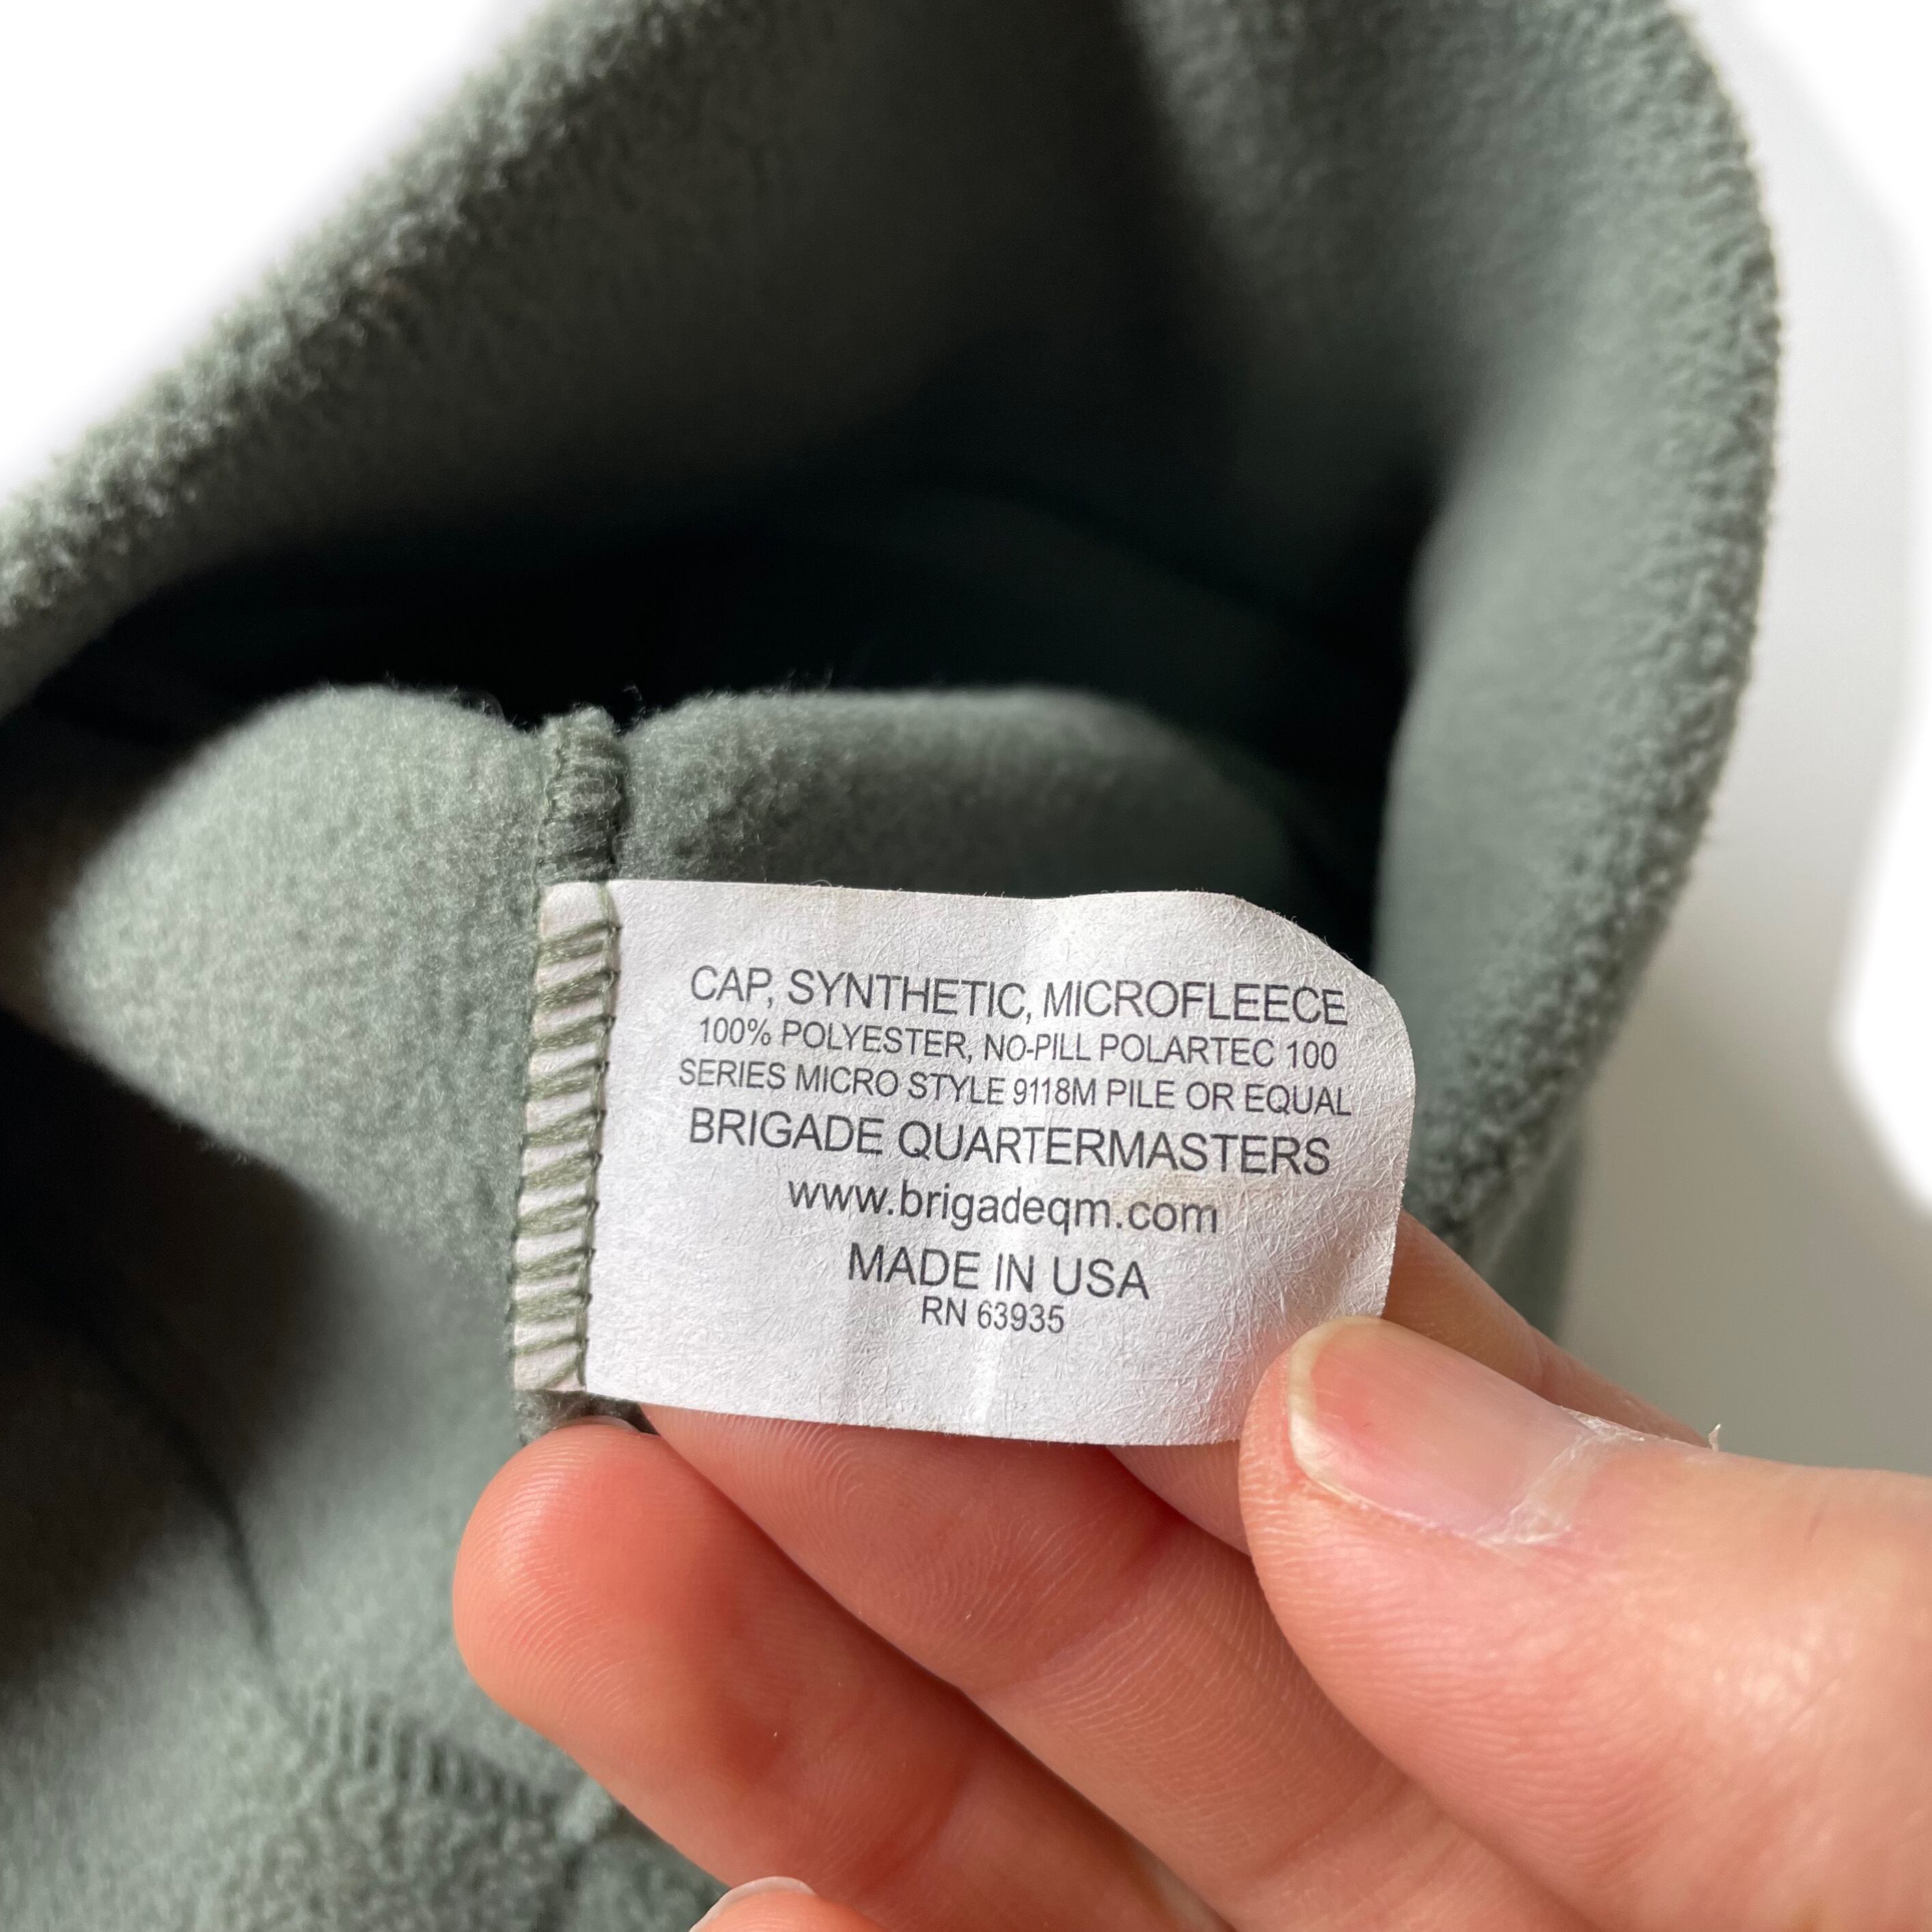 CAP, SYNTHETIC, MICROFLEECE
100% POLYESTER, NO-PILL POLARTEC 100
SERIES MICRO STYLE 9118M PILE OR EQUAL
BRIGADE QUARTERMASTERS
www.brigadeqm.com
MADE IN USA
RN 63935